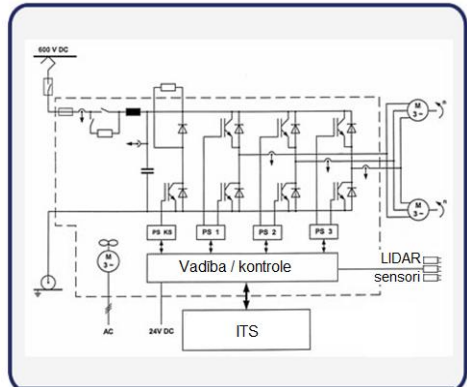 600 V DC
M
3 ~
n
M
3 ~
n
PS KS
PS 1
PS 2
PS 3
M
3 ~
Vadība / kontrole
LIDAR
sensori
AC
24V DC
ITS